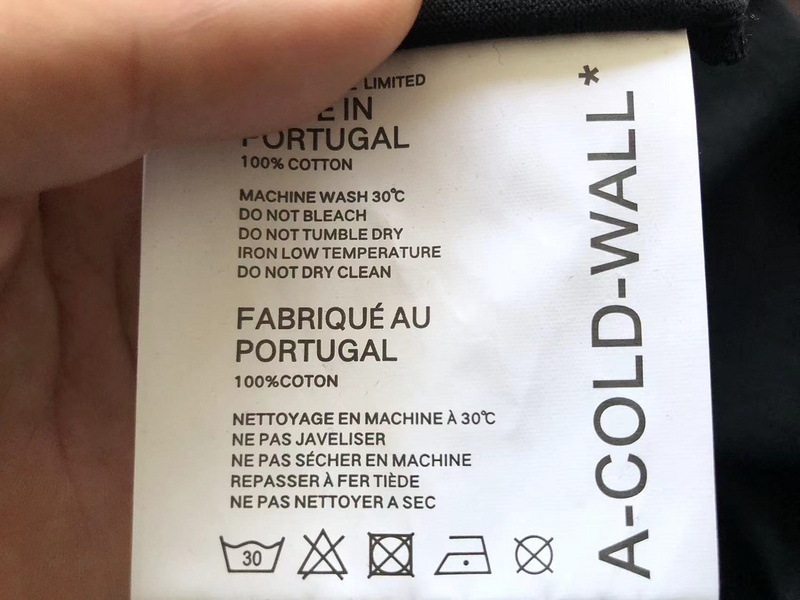 LIMITED
IN
PORTUGAL
100% COTTON
MACHINE WASH 30°C
DO NOT BLEACH
DO NOT TUMBLE DRY
IRON LOW TEMPERATURE
DO NOT DRY CLEAN
FABRIQUÉ AU
PORTUGAL
100%COTON
NETTOYAGE EN MACHINE À 30°C
NE PAS JAVELISER
NE PAS SÉCHER EN MACHINE
REPASSER À FER TIÈDE
NE PAS NETTOYER A SEC
30
A-COLD-WALL*